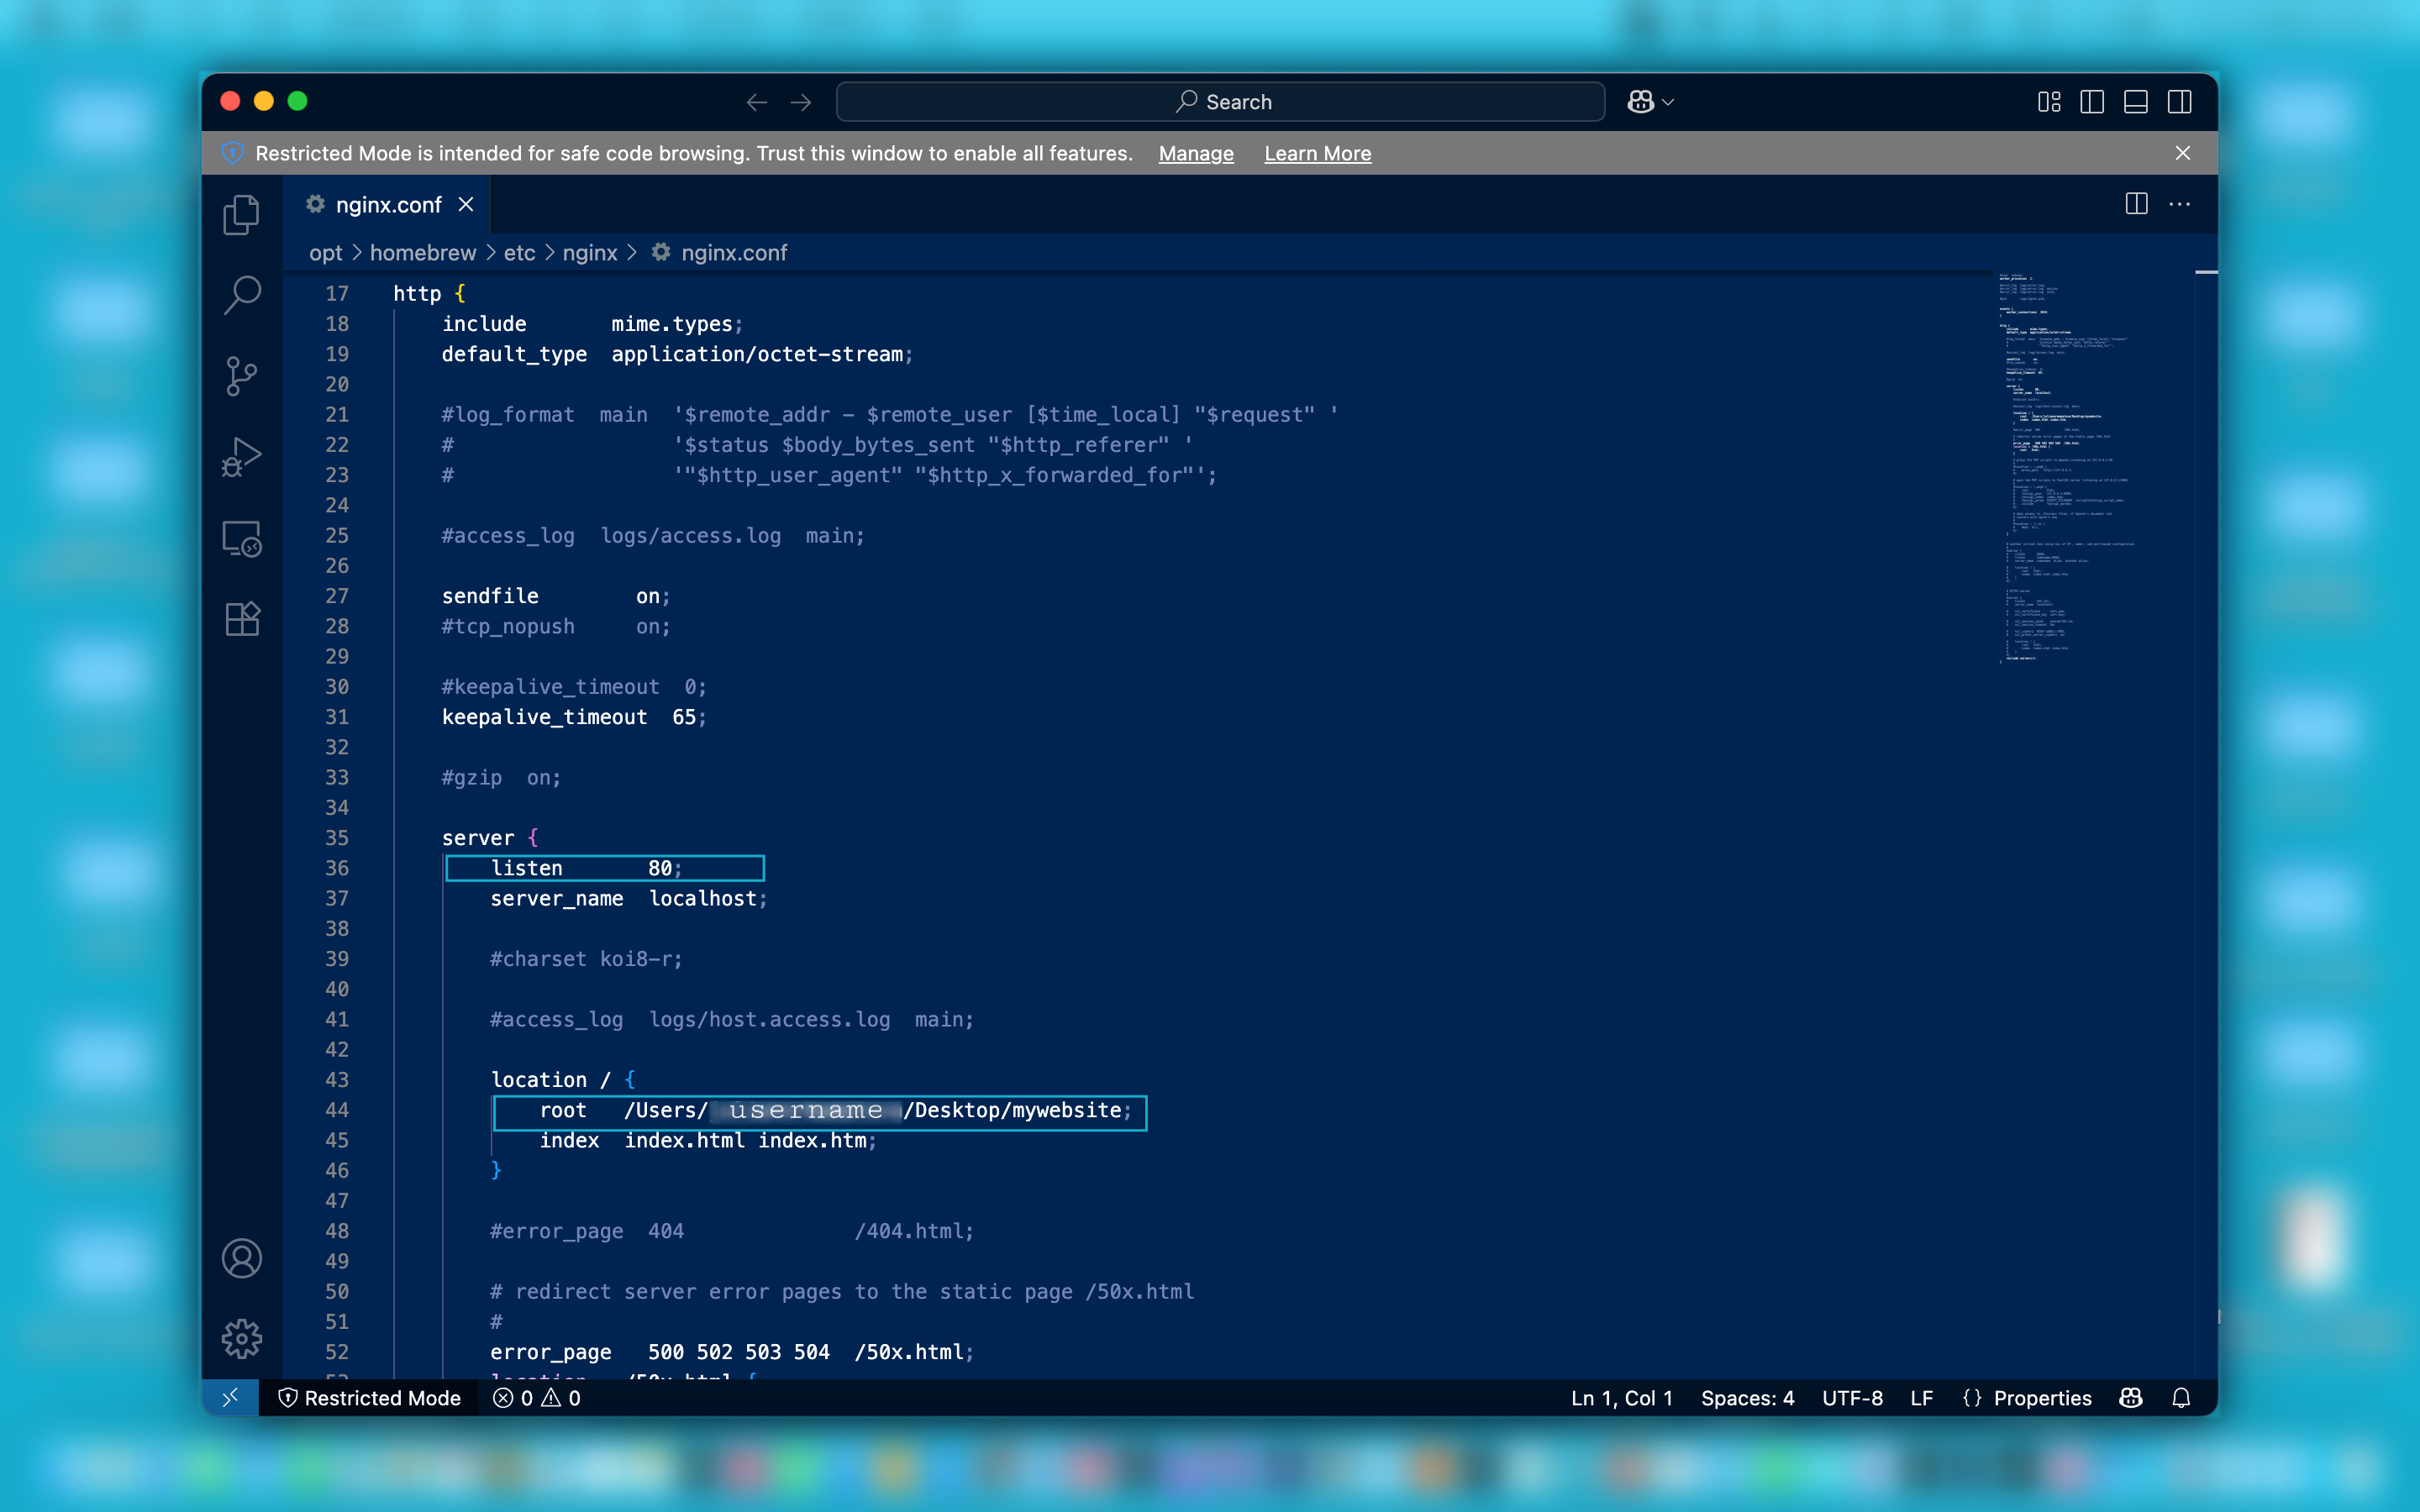 Search
Restricted Mode is intended for safe code browsing. Trust this window to enable all features. Manage Learn More
nginx.conf
opt > homebrew > etc > nginx > nginx.conf
17 http {
18     include       mime.types;
19     default_type  application/octet-stream;
20
21     #log_format  main  '$remote_addr - $remote_user [$time_local] "$request" '
22     #                  '$status $body_bytes_sent "$http_referer" '
23     #                  '"$http_user_agent" "$http_x_forwarded_for"';
24
25     #access_log  logs/access.log  main;
26
27     sendfile        on;
28     #tcp_nopush     on;
29
30     #keepalive_timeout  0;
31     keepalive_timeout  65;
32
33     #gzip  on;
34
35     server {
36         listen       80;
37         server_name  localhost;
38
39         #charset koi8-r;
40
41         #access_log  logs/host.access.log  main;
42
43         location / {
44             root   /Users/ username /Desktop/mywebsite;
45             index  index.html index.htm;
46         }
47
48         #error_page  404              /404.html;
49
50         # redirect server error pages to the static page /50x.html
51         #
52         error_page   500 502 503 504  /50x.html;
53         location = /50x.html {
Restricted Mode 0 0 Ln 1, Col 1 Spaces: 4 UTF-8 LF {} Properties